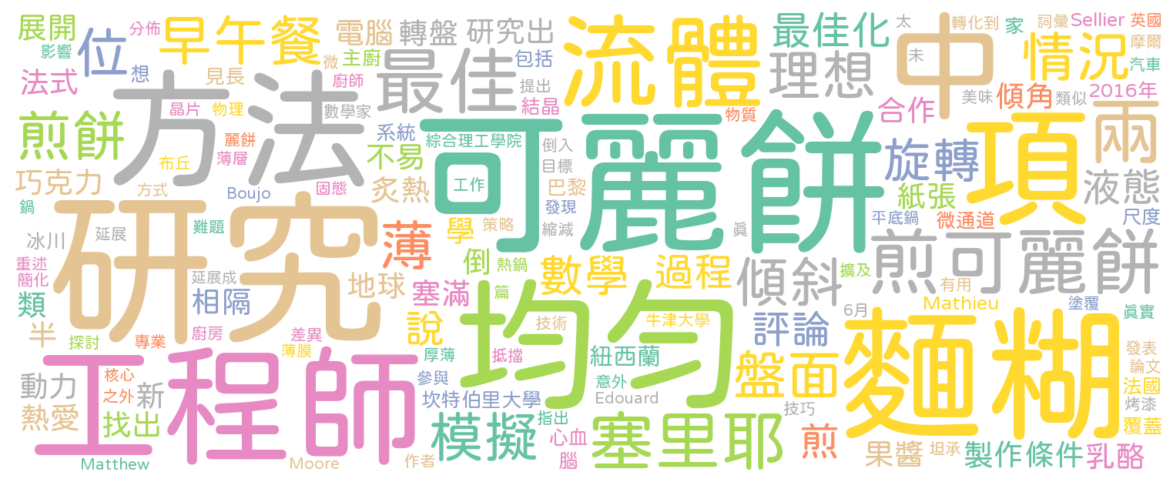 展開 影響 分佈 早午餐 電腦 轉盤 研究出 流體 最佳化 太 轉化到 家 詞彙 Sellier 英國
法式 位 想 見長 微 主廚 廚師 最佳 包括 提出 理想 未 中 情況 摩爾 汽車
煎餅 方法 晶片 物理 數學家 結晶 物質 合作 美味 傾角 類似 2016年
巧克力 布丘 麗餅 薄層 系統 綜合理工學院 不易 可麗餅 倒入 目標 旋轉 項 兩
鍋 方式 Boujo 固態 炙熱 工作 巴黎 發現 紙張 微通道 液態 尺度
冰川 延展 研究 難題 薄 學 策略 縮減 真 平底鍋 煎可麗餅
重述 簡化 延展成 地球 倒 熱鍋 數學 過程 傾斜 擴及 有用 塗覆
類 相隔 塞滿 篇 均勻 Mathieu 6月 真實
半 探討 專業 廚房 差異 薄膜 說 厚薄 技術 抵擋 牛津大學 紐西蘭 評論 麵糊 發表 論文
動力 核心 之外 新 工程師 參與 意外 Edouard 盤面 法國
熱愛 找出 坎特伯里大學 指出 技巧 烤漆 覆蓋
Matthew Moore 作者 模擬 心血 腦 塞里耶 煎 果醬 坦承 製作 條件 乳酪